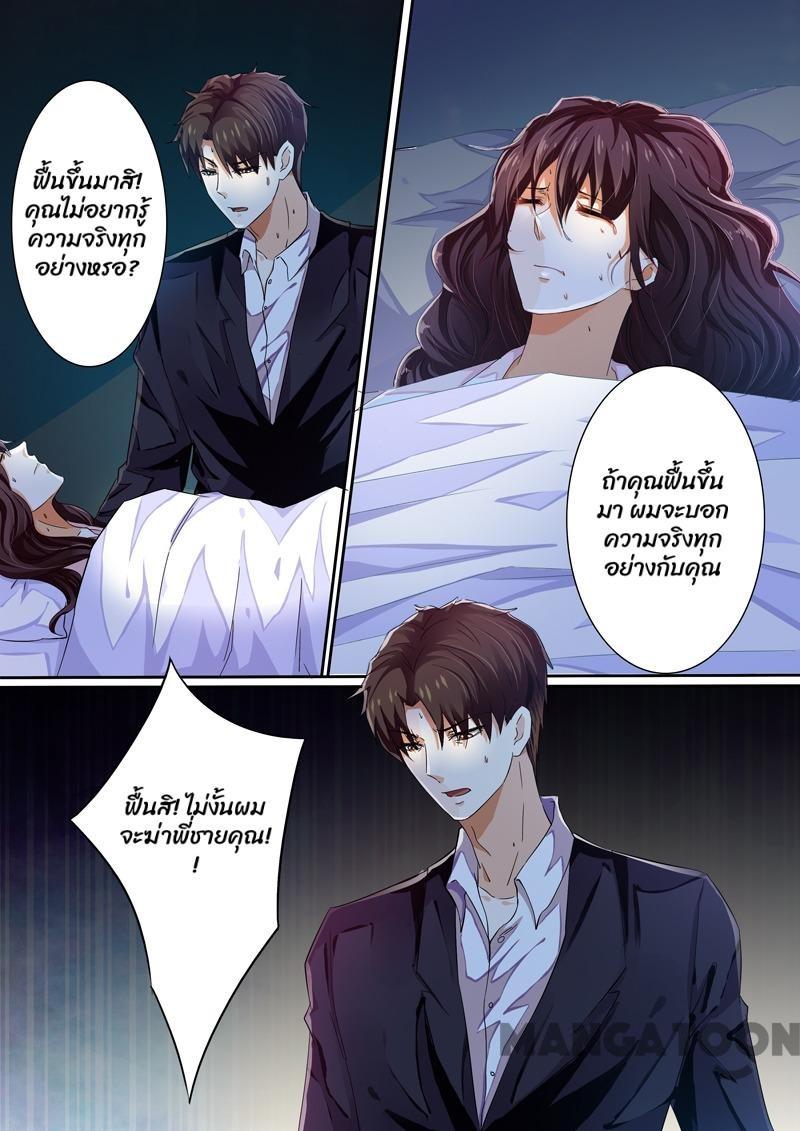 ฟื้นขึ้นมาสิ!
คุณไม่อยากรู้
ความจริงทุก
อย่างหรอ?
ถ้าคุณฟื้นขึ้น
มา ผมจะบอก
ความจริงทุก
อย่างกับคุณ
ฟื้นสิ! ไม่งั้นผม
จะฆ่าพี่ชายคุณ!
!
MANGATOON